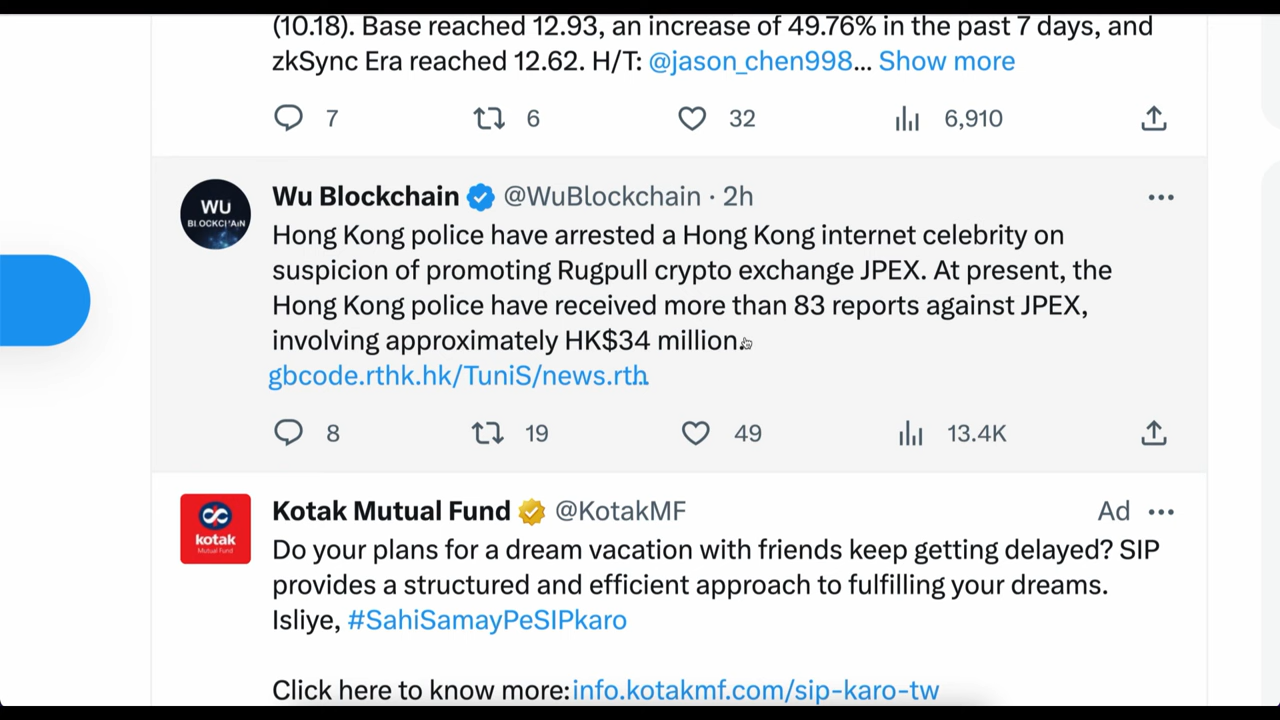 (10.18). Base reached 12.93, an increase of 49.76% in the past 7 days, and
zkSync Era reached 12.62. H/T: @jason_chen998... Show more
7 6 32 6,910
WU
BLOCKCHAIN
Wu Blockchain @WuBlockchain · 2h
Hong Kong police have arrested a Hong Kong internet celebrity on
suspicion of promoting Rugpull crypto exchange JPEX. At present, the
Hong Kong police have received more than 83 reports against JPEX,
involving approximately HK$34 million.
gbcode.rthk.hk/TuniS/news.rth
8 19 49 13.4K
kotak
Mutual Fund
Kotak Mutual Fund @KotakMF Ad
Do your plans for a dream vacation with friends keep getting delayed? SIP
provides a structured and efficient approach to fulfilling your dreams.
Isliye, #SahiSamayPeSIPkaro
Click here to know more: info.kotakmf.com/sip-karo-tw